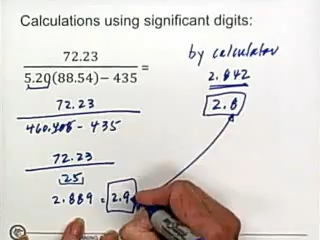 Calculations using significant digits:
72.23
5.20(88.54) − 435
=
72.23
460.408 - 435
72.23
25
2.889 = 2.9
by calculator
2.842
2.8